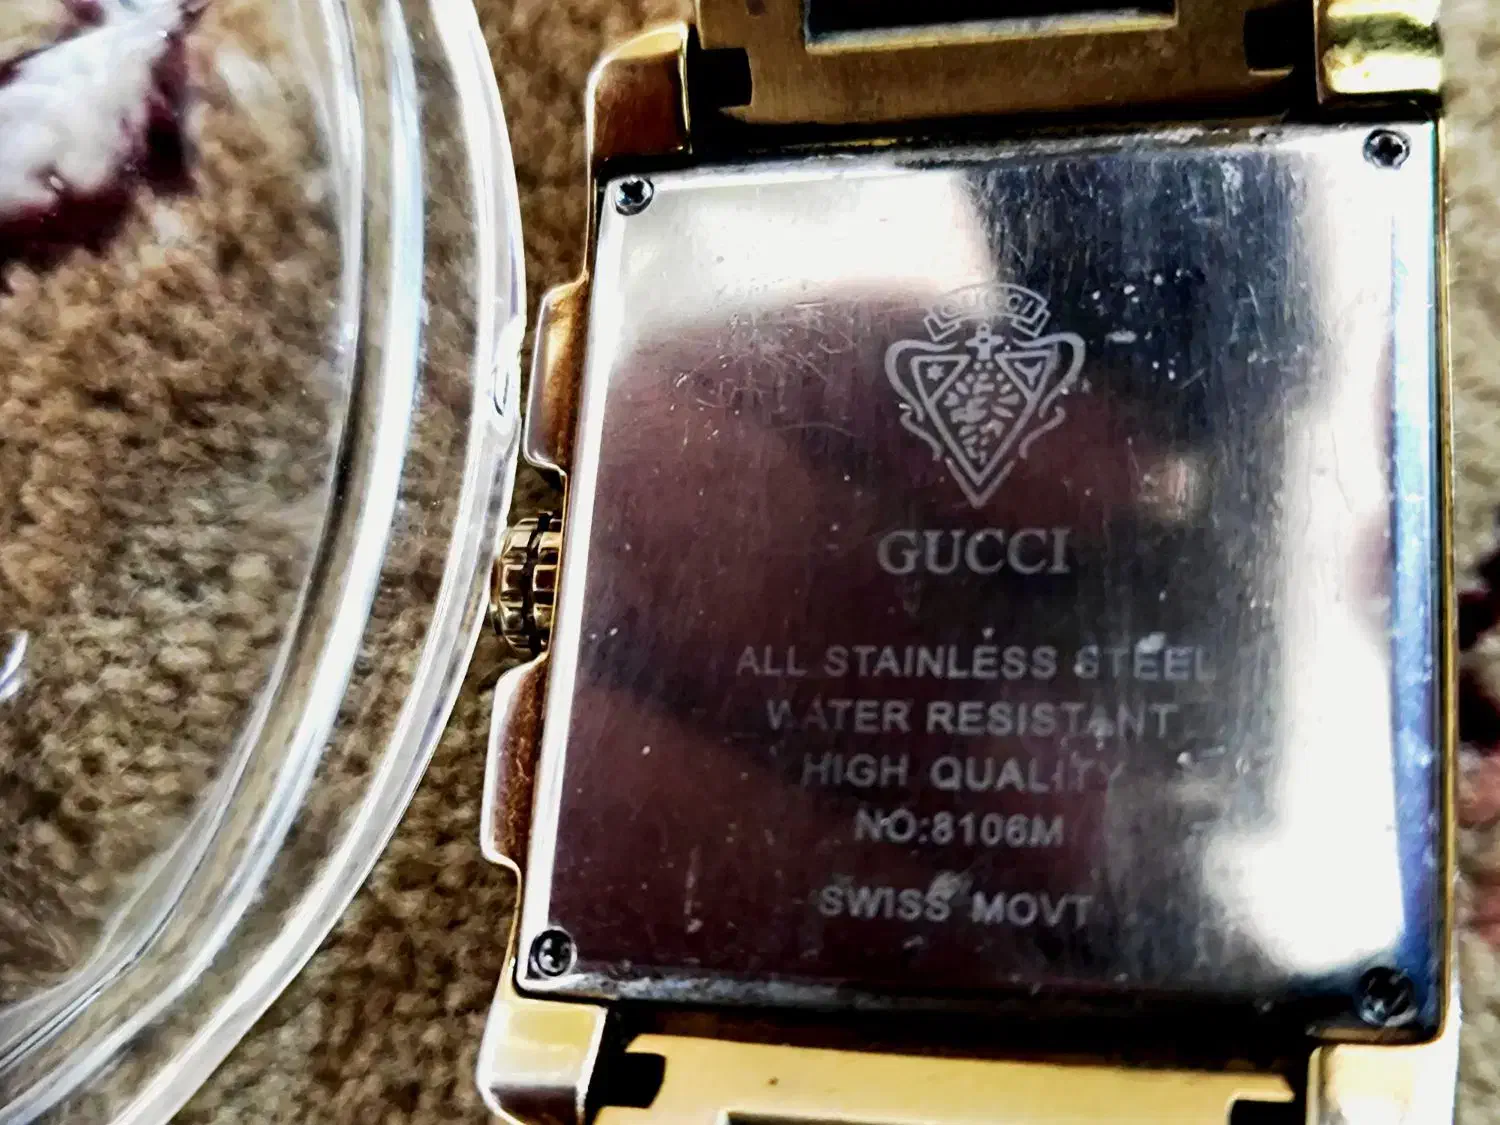 GUCCI
GUCCI
ALL STAINLESS STEEL
WATER RESISTANT
HIGH QUALITY
NO:8106M
SWISS MOVT